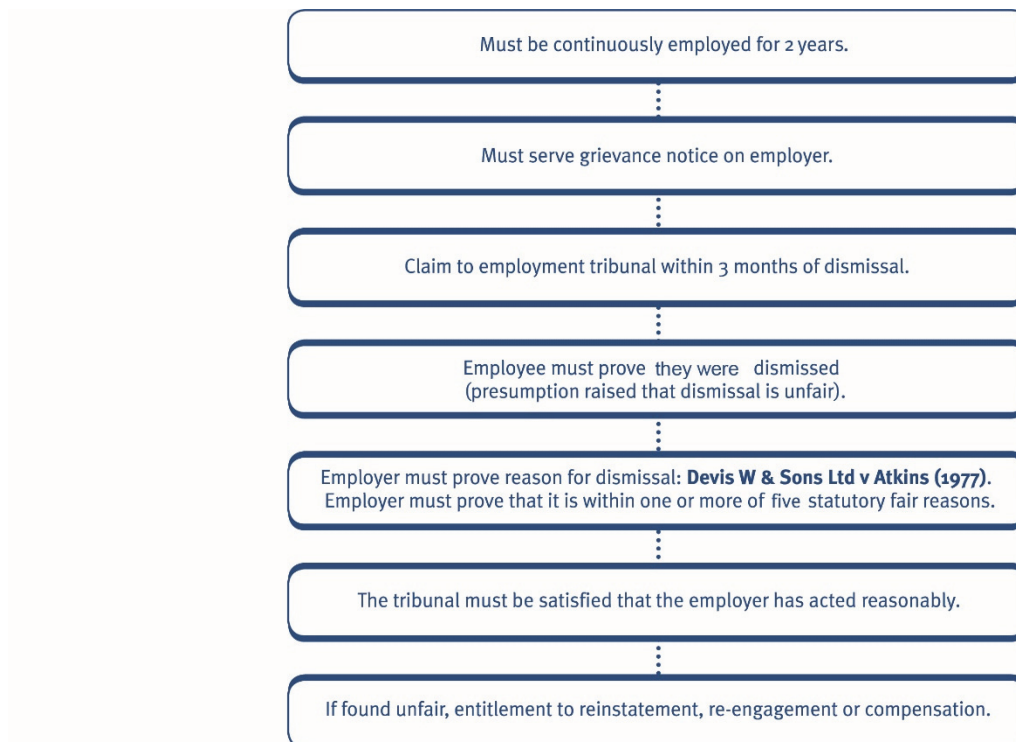 Must be continuously employed for 2 years.
Must serve grievance notice on employer.
Claim to employment tribunal within 3 months of dismissal.
Employee must prove they were dismissed
(presumption raised that dismissal is unfair).
Employer must prove reason for dismissal: Devis W & Sons Ltd v Atkins (1977).
Employer must prove that it is within one or more of five statutory fair reasons.
The tribunal must be satisfied that the employer has acted reasonably.
If found unfair, entitlement to reinstatement, re-engagement or compensation.